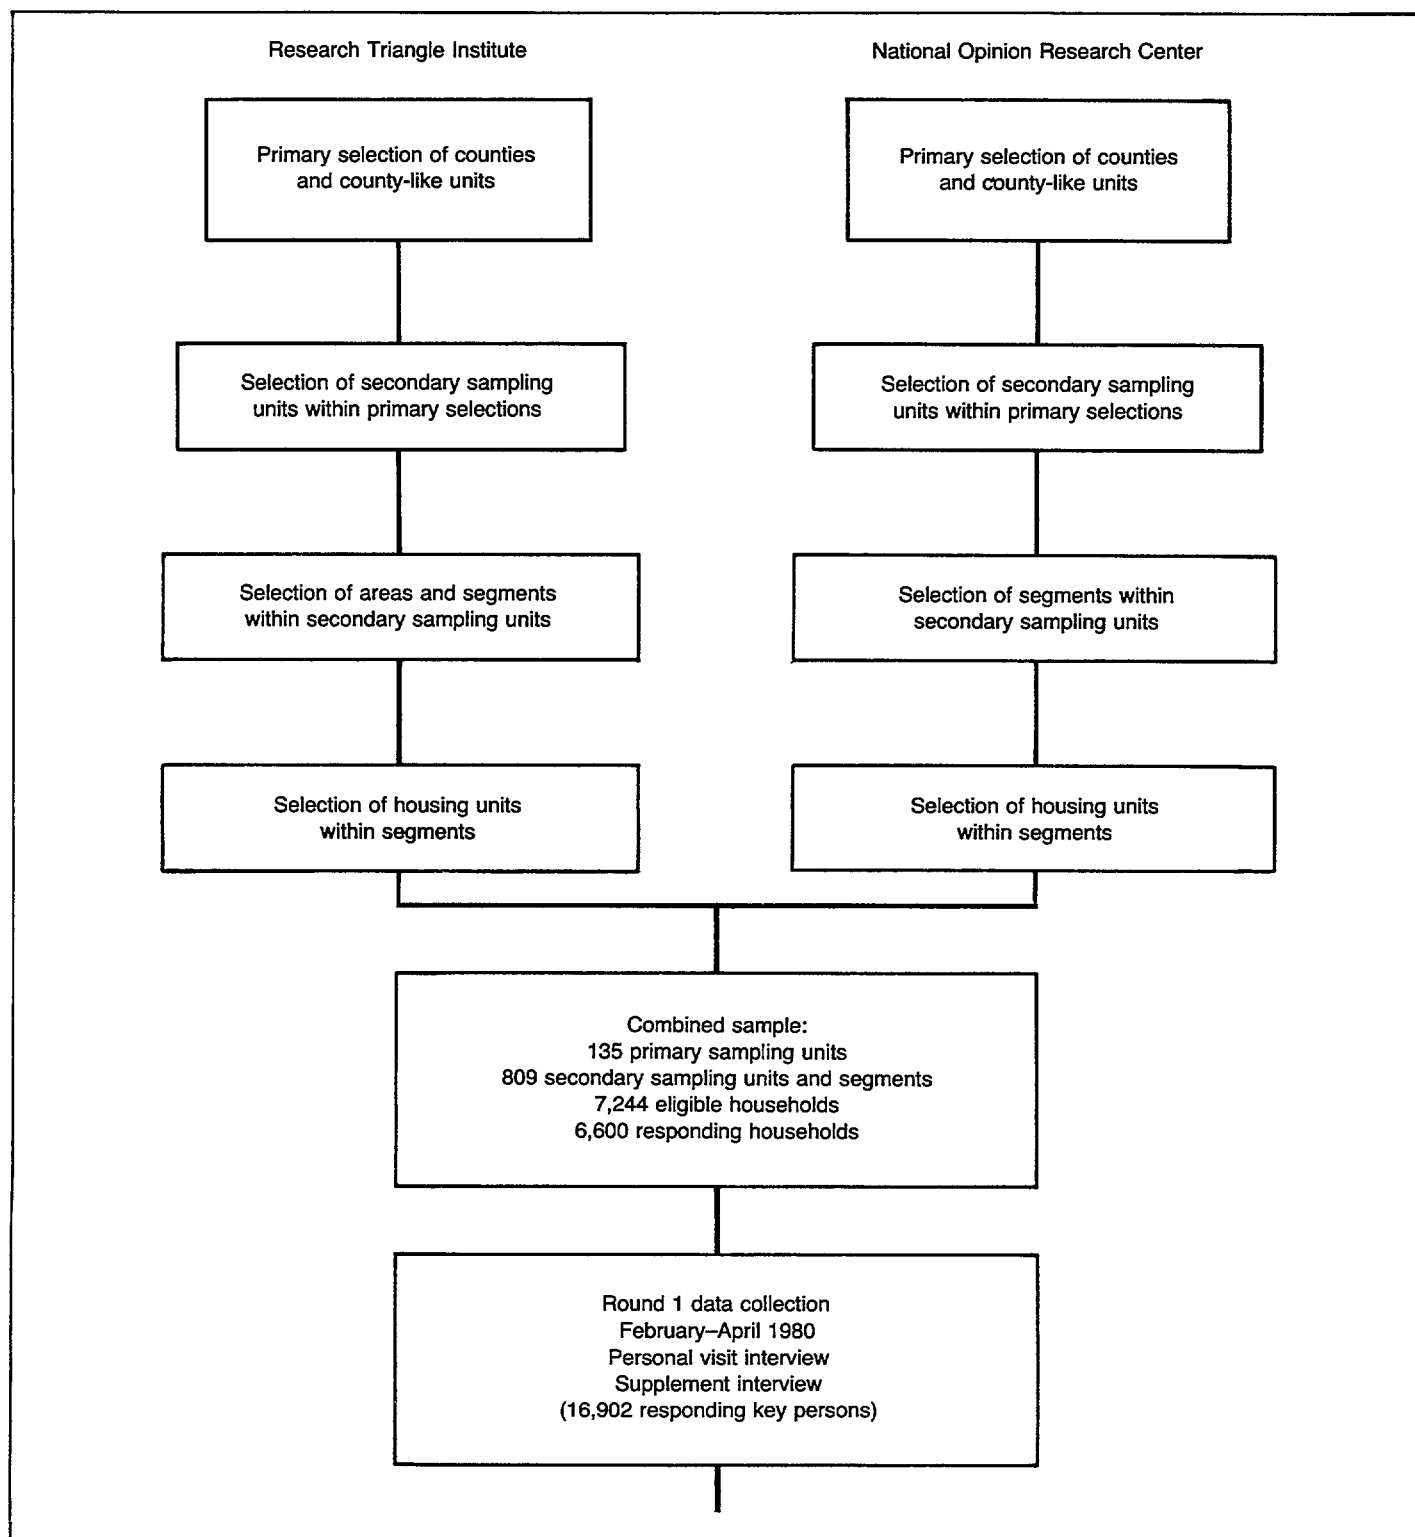 Research Triangle Institute
National Opinion Research Center
Primary selection of counties
and county-like units
Primary selection of counties
and county-like units
Selection of secondary sampling
units within primary selections
Selection of secondary sampling
units within primary selections
Selection of areas and segments
within secondary sampling units
Selection of segments within
secondary sampling units
Selection of housing units
within segments
Selection of housing units
within segments
Combined sample:
135 primary sampling units
809 secondary sampling units and segments
7,244 eligible households
6,600 responding households
Round 1 data collection
February–April 1980
Personal visit interview
Supplement interview
(16,902 responding key persons)